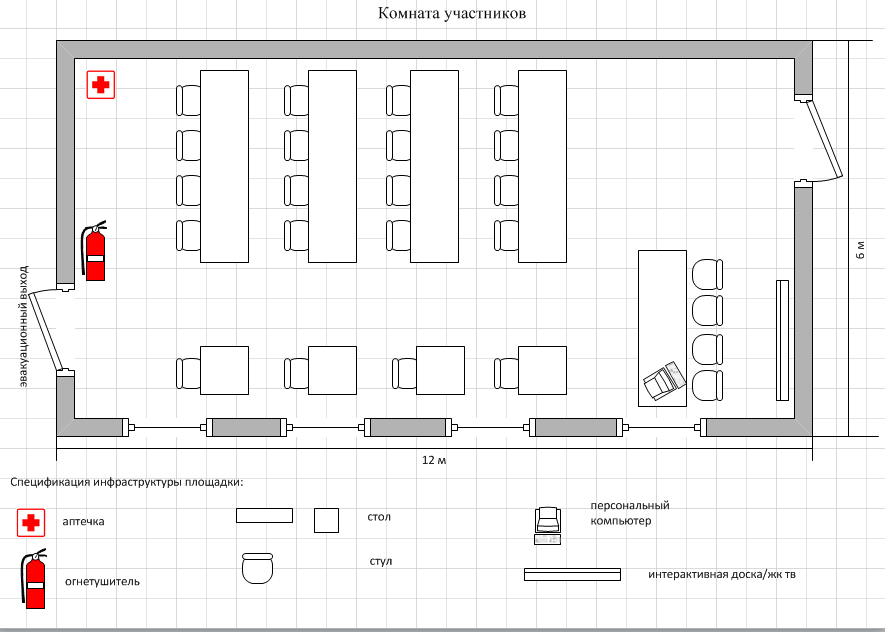 Комната участников
эвакуационный выход
6 м
12 м
Спецификация инфраструктуры площадки:
аптечка
стол
персональный
компьютер
стул
огнетушитель
интерактивная доска/жк тв